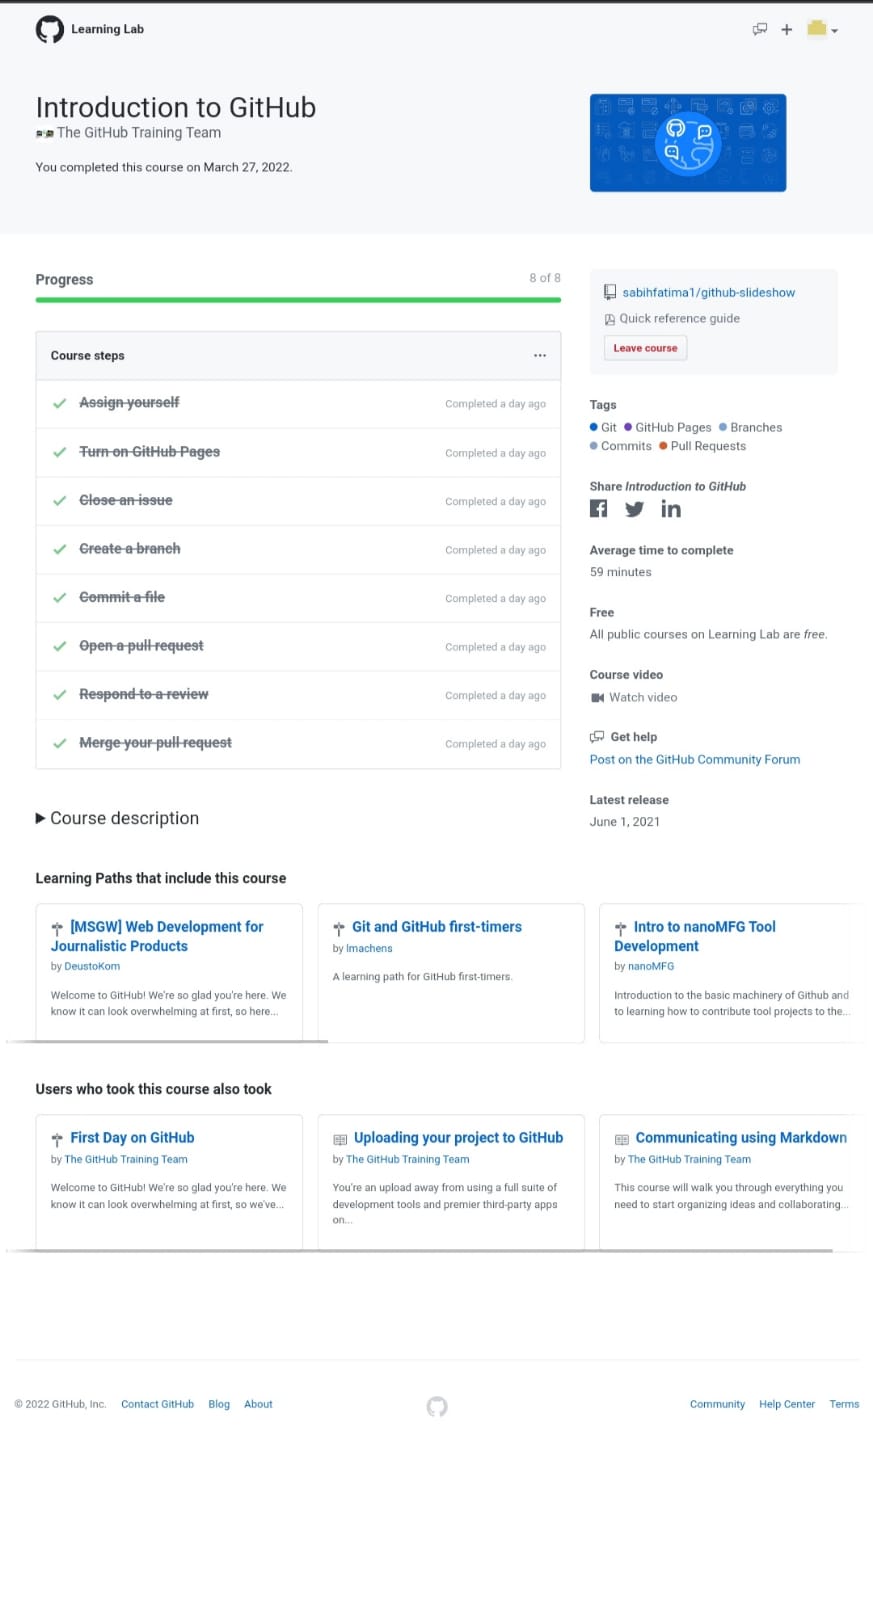 Learning Lab
Introduction to GitHub
The GitHub Training Team
You completed this course on March 27, 2022.
Progress
8 of 8
Course steps
Assign yourself
Completed a day ago
Turn on GitHub Pages
Completed a day ago
Close an issue
Completed a day ago
Create a branch
Completed a day ago
Commit a file
Completed a day ago
Open a pull request
Completed a day ago
Respond to a review
Completed a day ago
Merge your pull request
Completed a day ago
sabihfatima1/github-slideshow
Quick reference guide
Leave course
Tags
Git GitHub Pages Branches
Commits Pull Requests
Share Introduction to GitHub
Average time to complete
59 minutes
Free
All public courses on Learning Lab are free.
Course video
Watch video
Get help
Post on the GitHub Community Forum
Latest release
June 1, 2021
Course description
Learning Paths that include this course
[MSGW] Web Development for
Journalistic Products
by DeustoKom
Welcome to GitHub! We're so glad you're here. We
know it can look overwhelming at first, so here...
Git and GitHub first-timers
by lmachens
A learning path for GitHub first-timers.
Intro to nanoMFG Tool
Development
by nanoMFG
Introduction to the basic machinery of Github and
to learning how to contribute tool projects to the...
Users who took this course also took
First Day on GitHub
by The GitHub Training Team
Welcome to GitHub! We're so glad you're here. We
know it can look overwhelming at first, so we've...
Uploading your project to GitHub
by The GitHub Training Team
You're an upload away from using a full suite of
development tools and premier third-party apps
on...
Communicating using Markdown
by The GitHub Training Team
This course will walk you through everything you
need to start organizing ideas and collaborating...
© 2022 GitHub, Inc. Contact GitHub Blog About
Community Help Center Terms